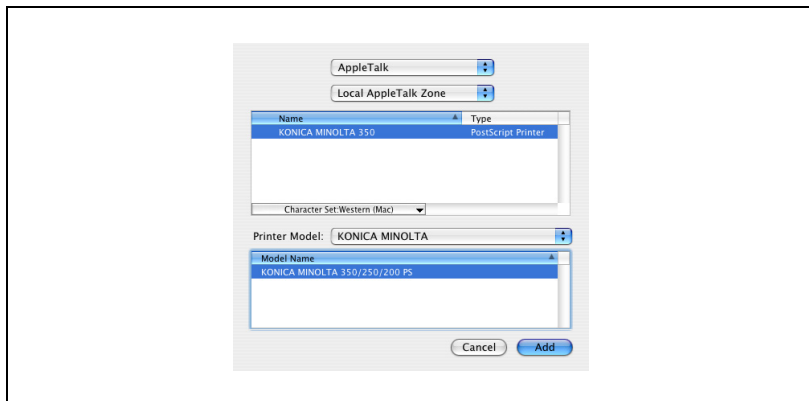 AppleTalk
Local AppleTalk Zone
Name Type
KONICA MINOLTA 350 PostScript Printer
Character Set:Western (Mac)
Printer Model: KONICA MINOLTA
Model Name
KONICA MINOLTA 350/250/200 PS
Cancel Add